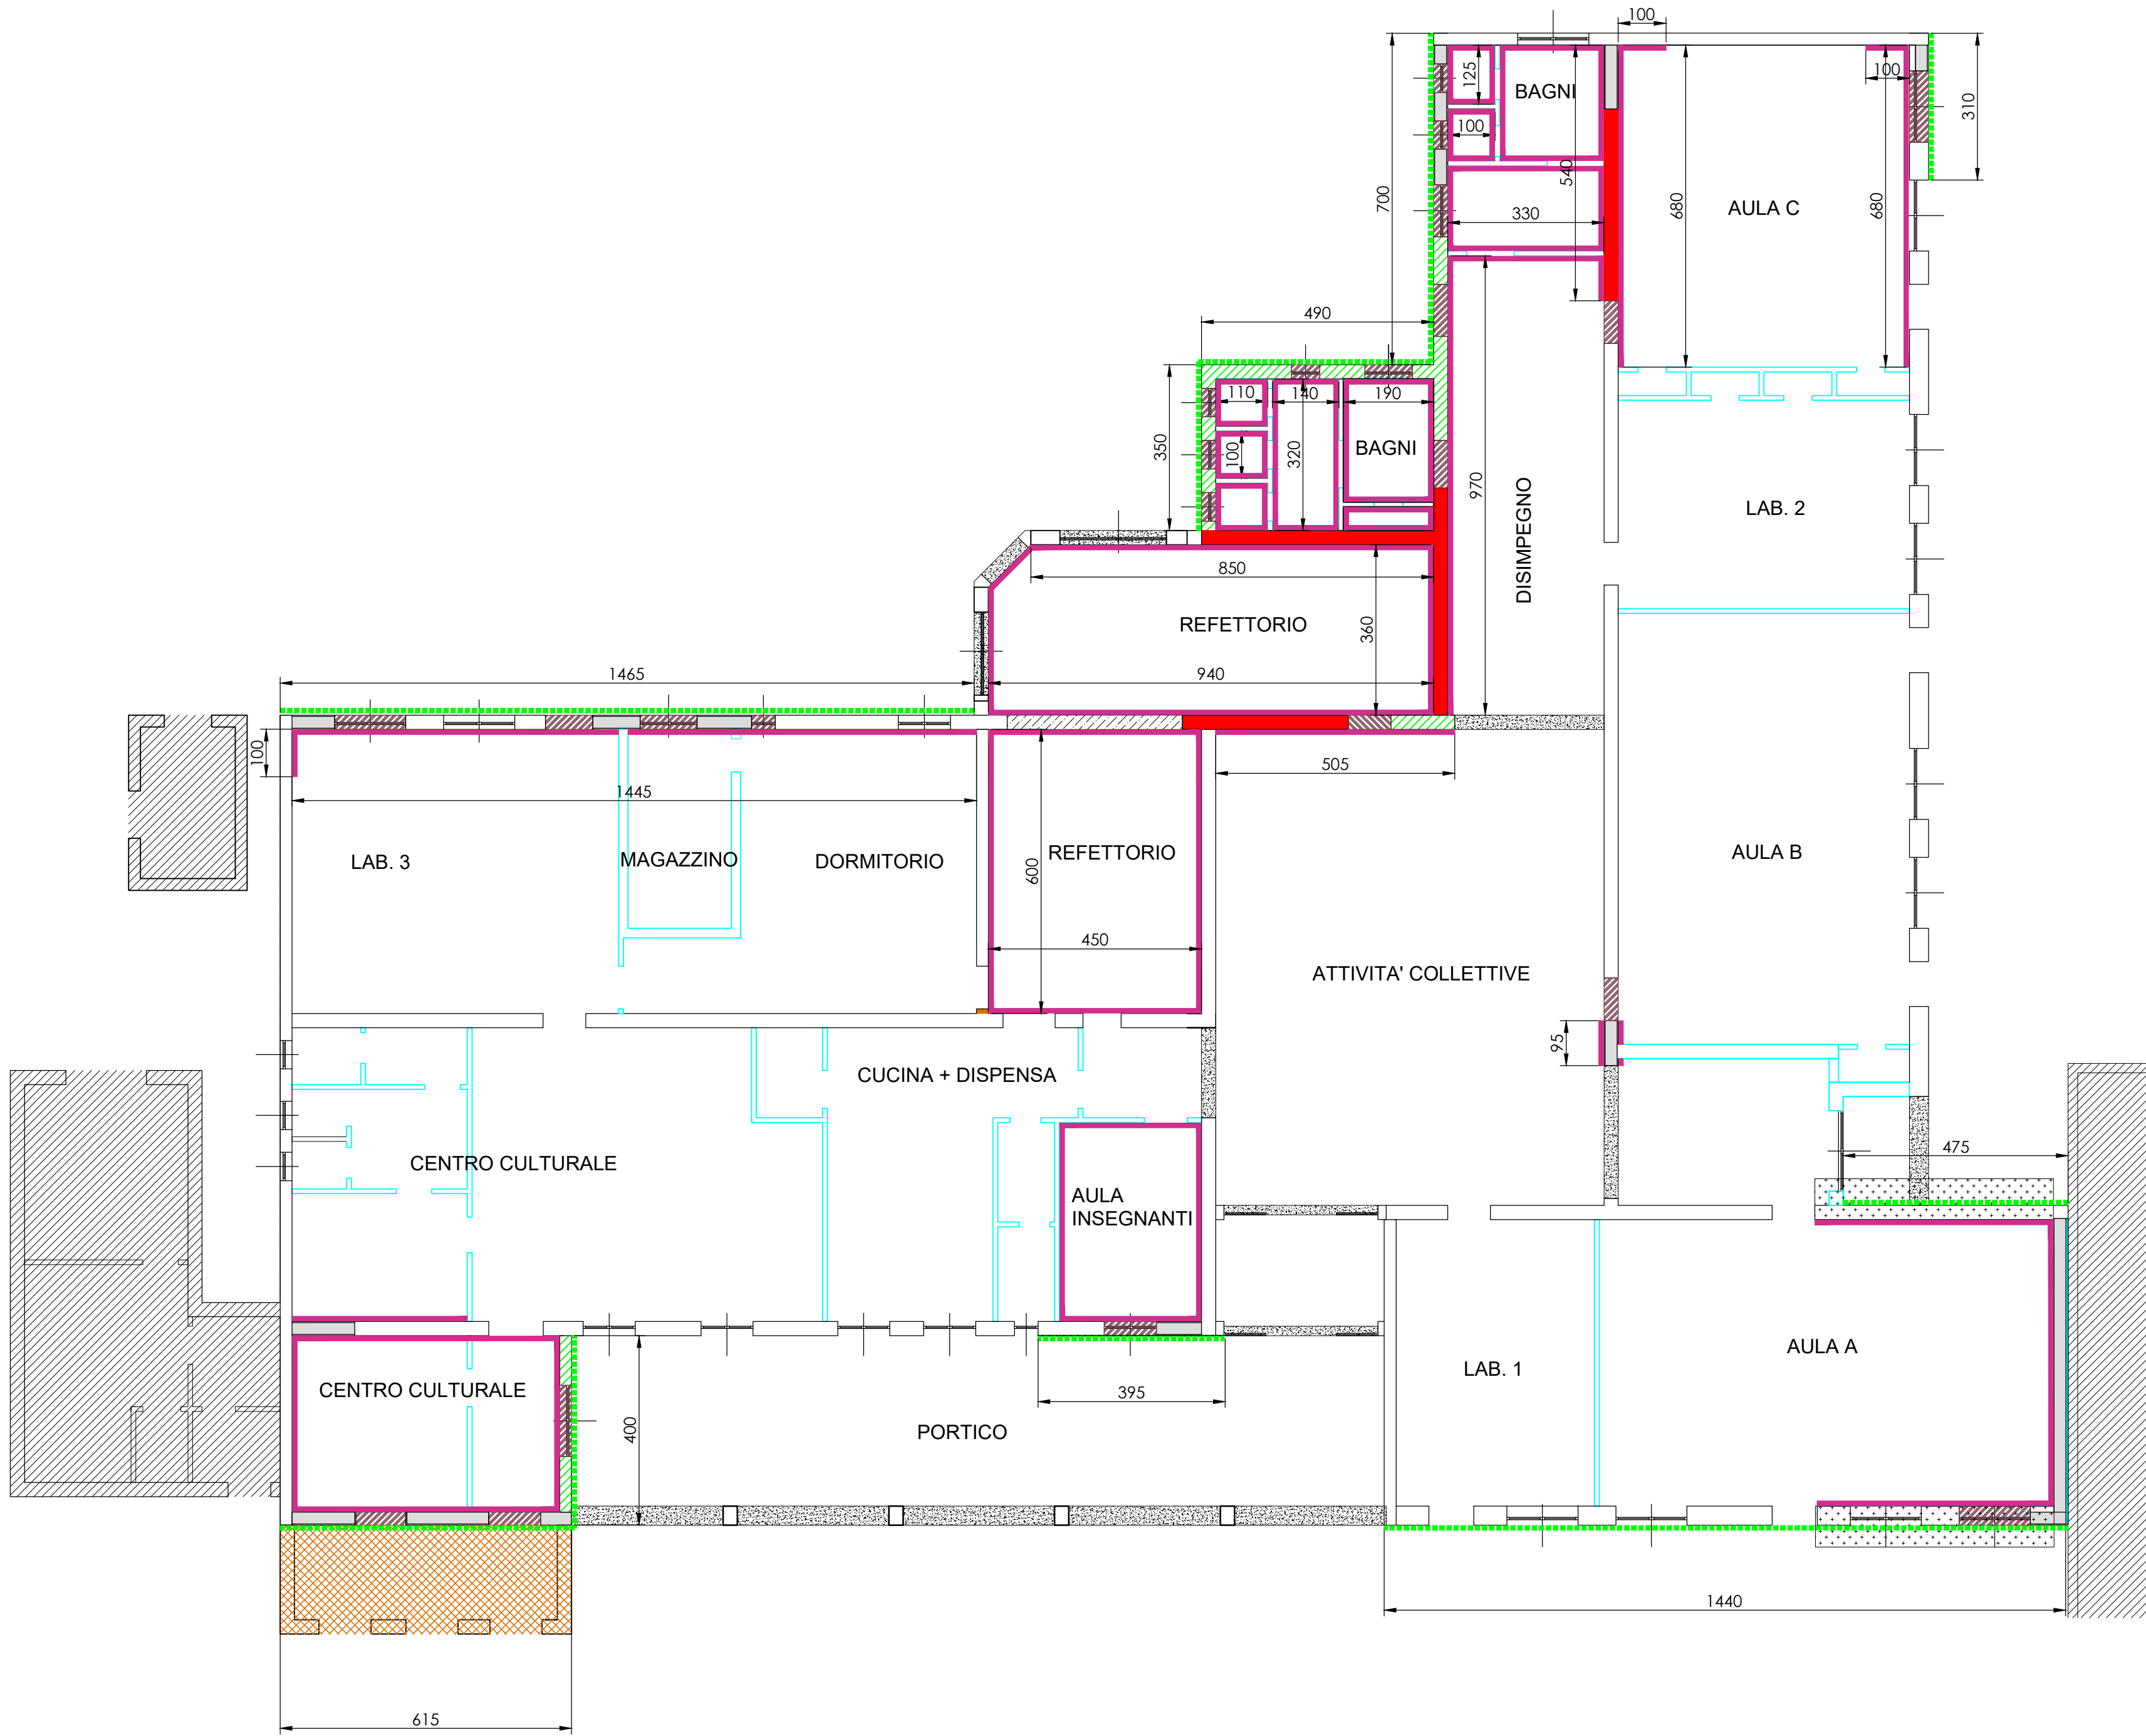 100
125
BAGNI
100
310
100
540
700
680
AULA C
680
330
490
110
140
190
350
100
320
BAGNI
970
DISIMPEGNO
LAB. 2
850
REFETTORIO
360
1465
940
100
505
1445
LAB. 3
MAGAZZINO
DORMITORIO
600
REFETTORIO
AULA B
450
ATTIVITA' COLLETTIVE
95
CUCINA + DISPENSA
475
CENTRO CULTURALE
AULA
INSEGNANTI
AULA A
LAB. 1
CENTRO CULTURALE
395
400
PORTICO
1440
615